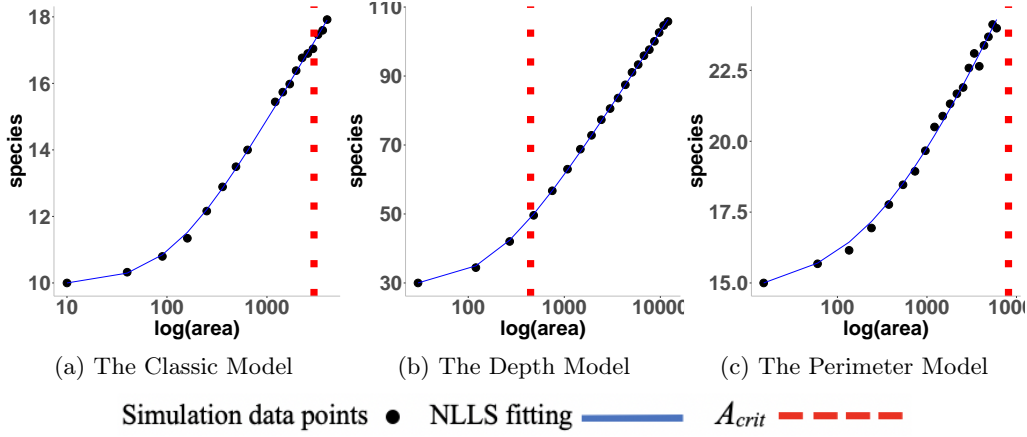 species
18
16
14
12
10
10
100
1000
log(area)
(a) The Classic Model
species
110
90
70
50
30
100
1000
10000
log(area)
(b) The Depth Model
species
22.5
20.0
17.5
15.0
100
1000
1000
log(area)
(c) The Perimeter Model
Simulation data points NLLS fitting A_crit